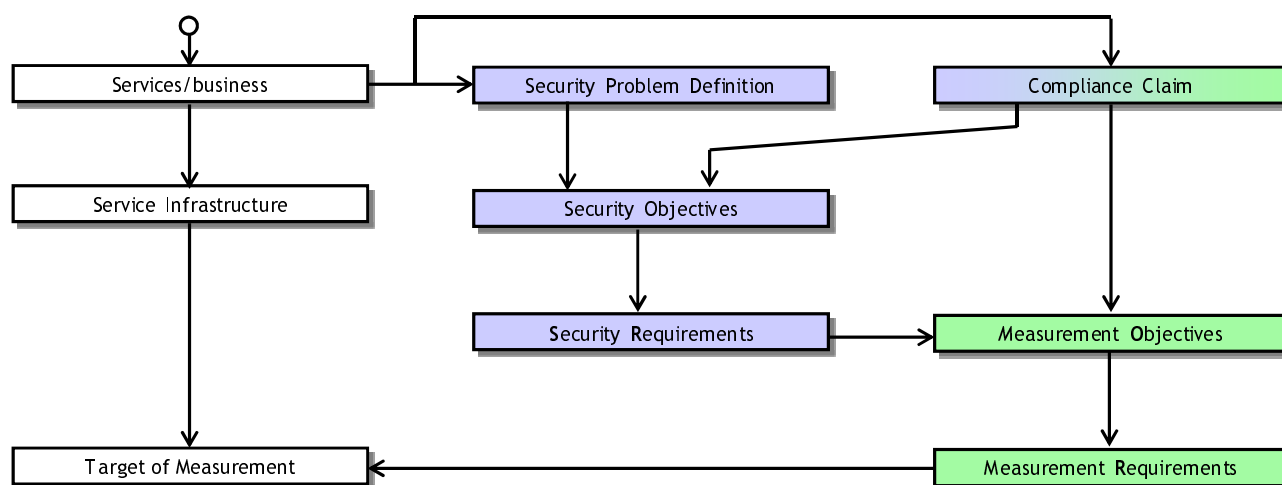 Services/business
Security Problem Definition
Compliance Claim
Service Infrastructure
Security Objectives
Security Requirements
Measurement Objectives
Target of Measurement
Measurement Requirements